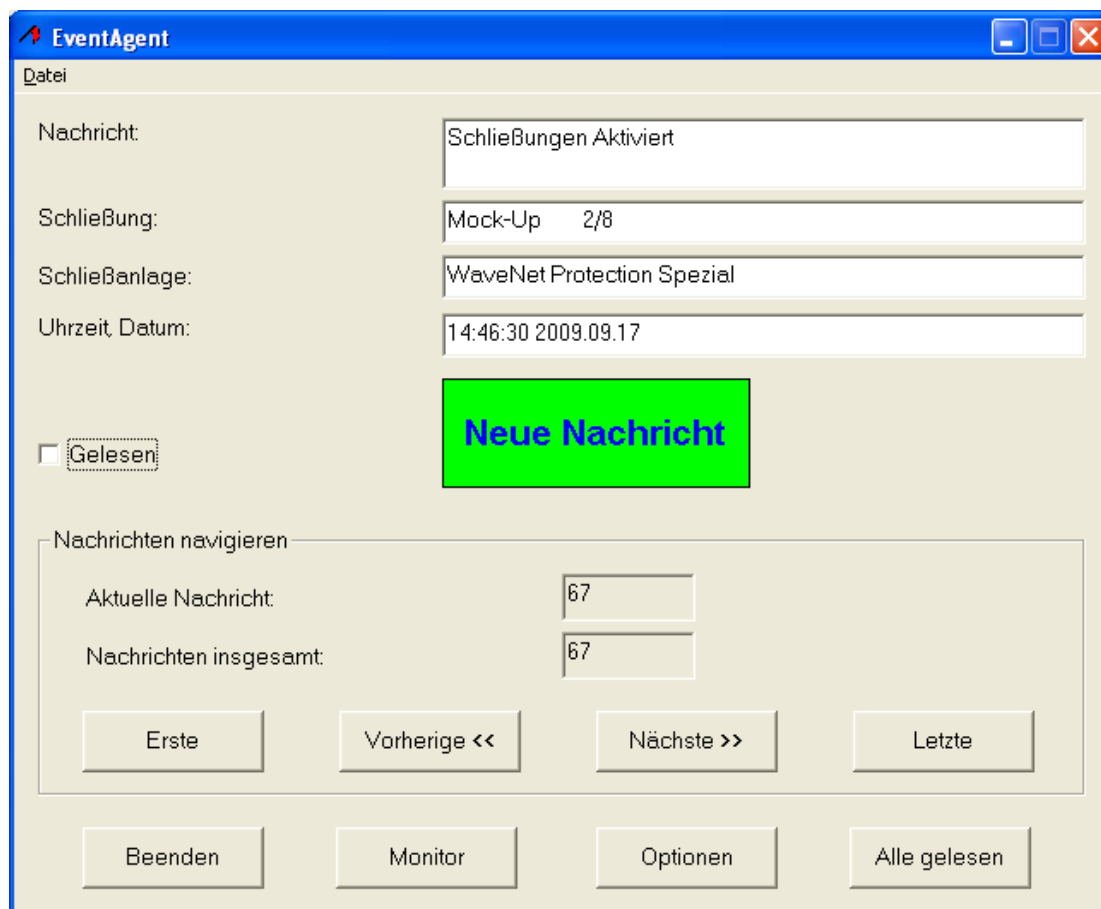 EventAgent
Datei
Nachricht: Schließungen Aktiviert
Schließung: Mock-Up 2/8
Schließanlage: WaveNet Protection Spezial
Uhrzeit, Datum: 14:46:30 2009.09.17
Neue Nachricht
Gelesen
Nachrichten navigieren
Aktuelle Nachricht: 67
Nachrichten insgesamt: 67
Erste Vorherige << Nächste >> Letzte
Beenden Monitor Optionen Alle gelesen